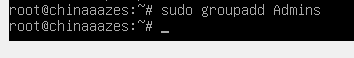 root@chinaaazes:~# sudo groupadd Admins
root@chinaaazes:~# _